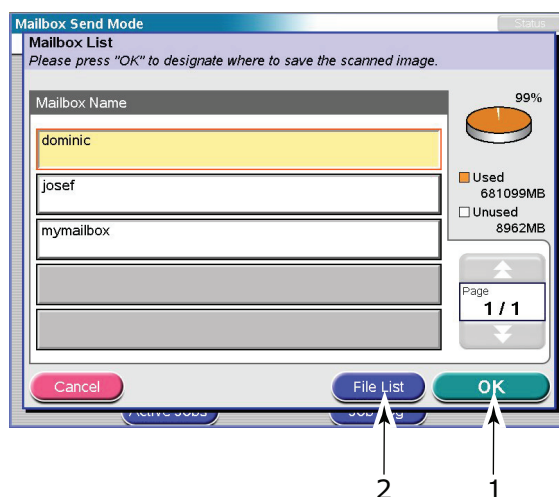 Mailbox Send Mode
Status
Mailbox List
Please press "OK" to designate where to save the scanned image.
Mailbox Name
99%
dominic
josef
mymailbox
Used
681099MB
Unused
8962MB
Page
1 / 1
Cancel
File List
OK
Active Jobs
2
1